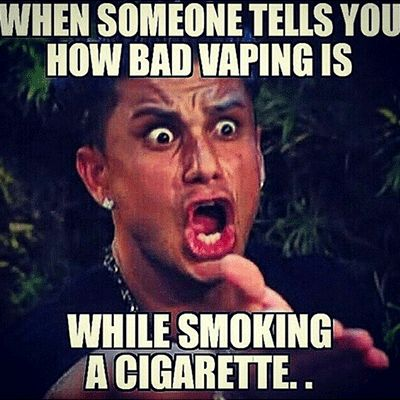 WHEN SOMEONE TELLS YOU
HOW BAD VAPING IS
WHILE SMOKING
A CIGARETTE. .